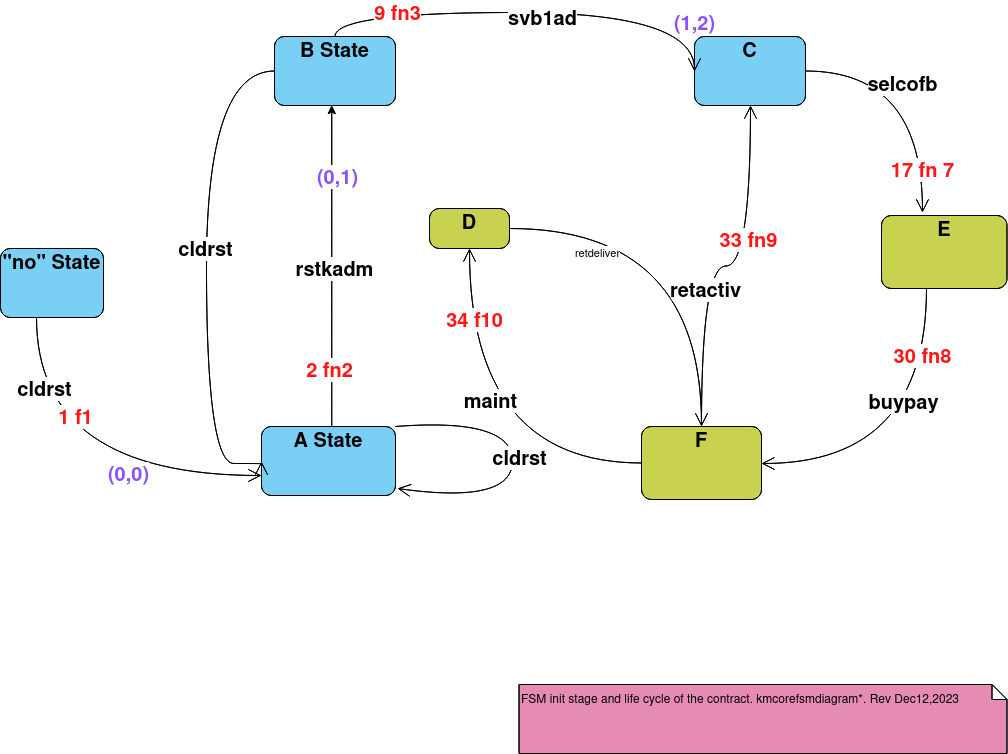 9 fn3
svb1ad
(1,2)
B State
C
selcofb
17 fn 7
(0,1)
D
E
33 fn9
cldrst
retdeliver
"no" State
rstkadm
retactiv
34 f10
30 fn8
2 fn2
cldrst
maint
buypay
1 f1
A State
F
cldrst
(0,0)
FSM init stage and life cycle of the contract. kmcorefsmdiagram*. Rev Dec12,2023